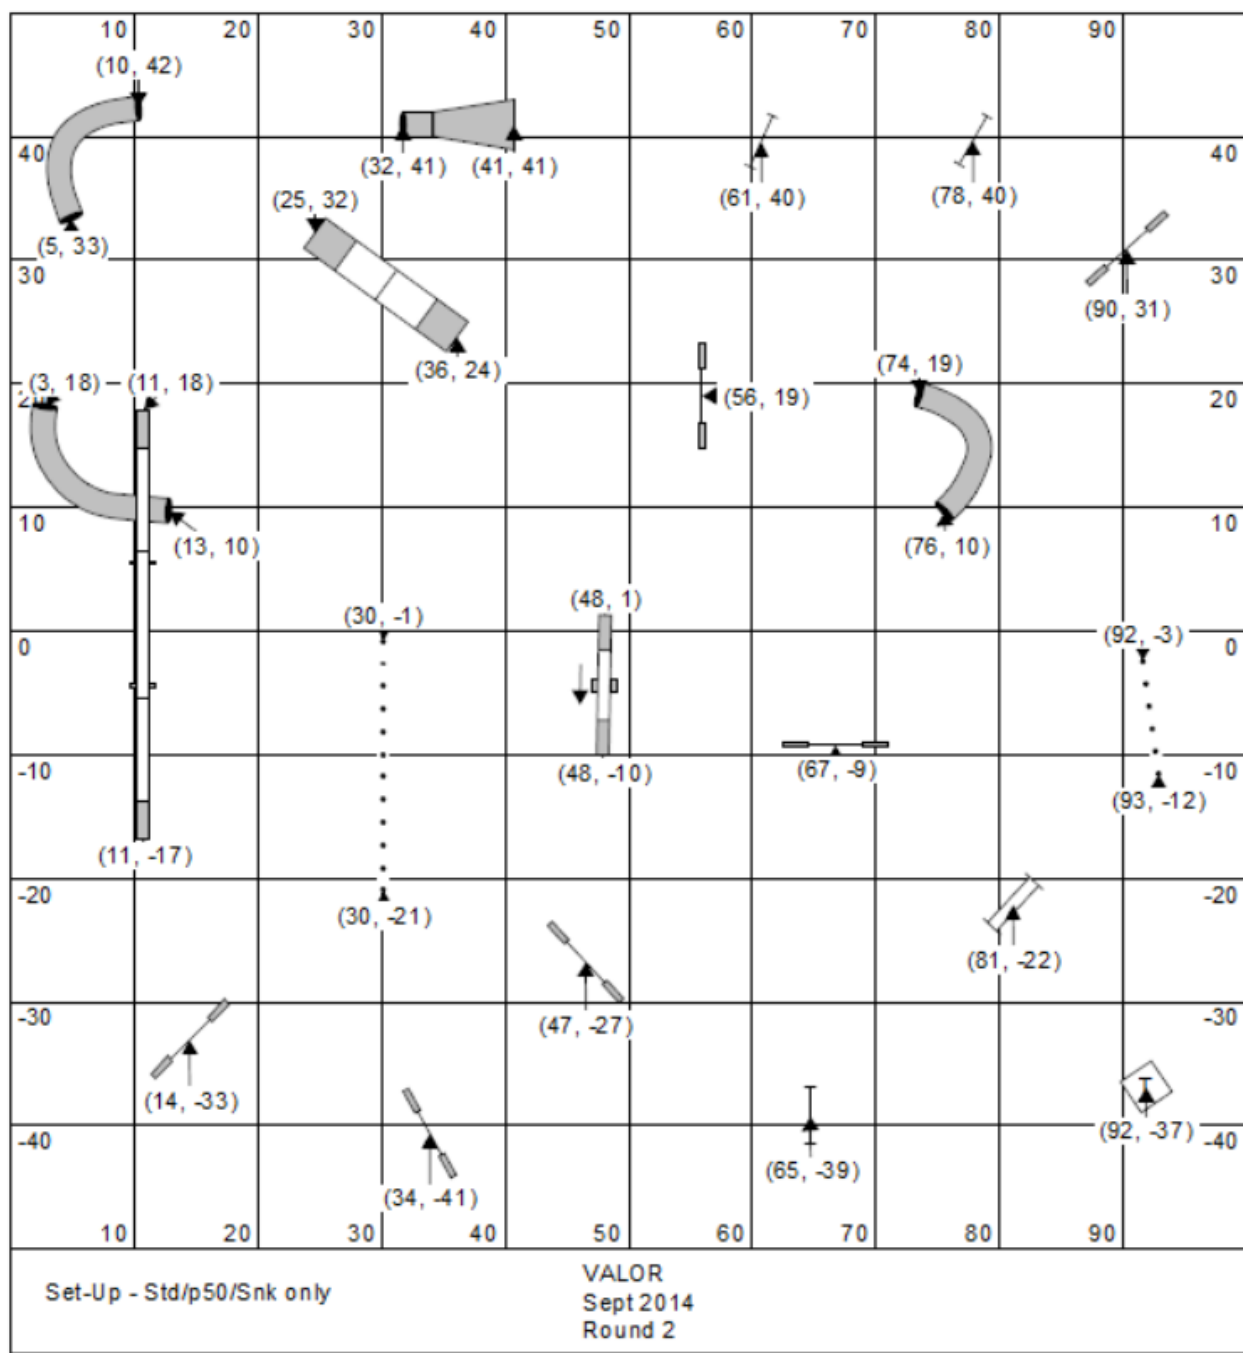 10 20 30 40 50 60 70 80 90
(10, 42)
40 (32, 41) (41, 41) (61, 40) (78, 40) 40
(25, 32)
(5, 33)
30 30
(90, 31)
(36, 24) (74, 19)
(3, 18) (11, 18) (56, 19)
20 20
10 10
(13, 10) (76, 10)
(48, 1)
(30, -1) (92, -3)
0 0
-10 (48, -10) (67, -9) -10
(93, -12)
(11, -17)
-20 -20
(30, -21)
(81, -22)
-30 (47, -27) -30
(14, -33)
-40 (92, -37) -40
(65, -39)
(34, -41)
10 20 30 40 50 60 70 80 90
Set-Up - Std/p50/Snk only
VALOR
Sept 2014
Round 2